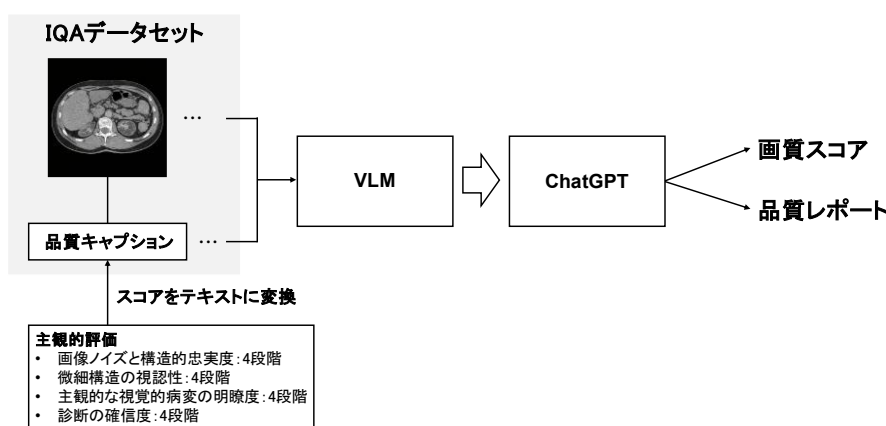 IQAデータセット
…
品質キャプション
…
スコアをテキストに変換
主観的評価
• 画像ノイズと構造的忠実度：4段階
• 微細構造の視認性：4段階
• 主観的な視覚的病変の明瞭度：4段階
• 診断の確信度：4段階
VLM
ChatGPT
画質スコア
品質レポート